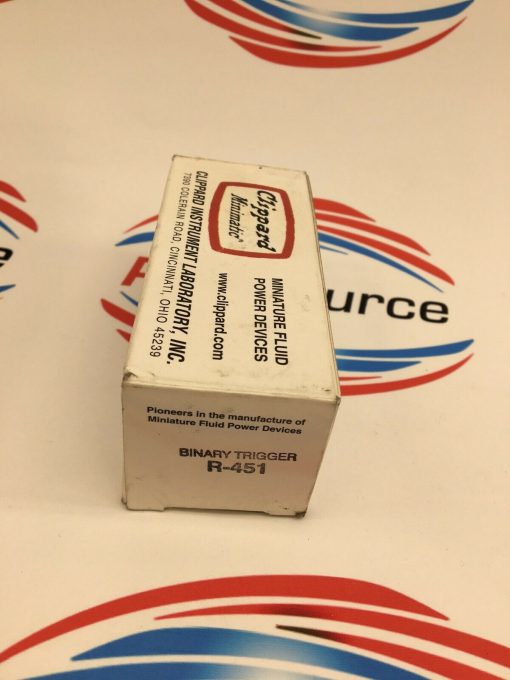 Clippard
Minimatic®
MINIATURE FLUID
POWER DEVICES
www.clippard.com
CLIPPARD INSTRUMENT LABORATORY, INC.
7390 COLERAIN ROAD, CINCINNATI, OHIO 45239
Pioneers in the manufacture of
Miniature Fluid Power Devices
BINARY TRIGGER
R-451
urce